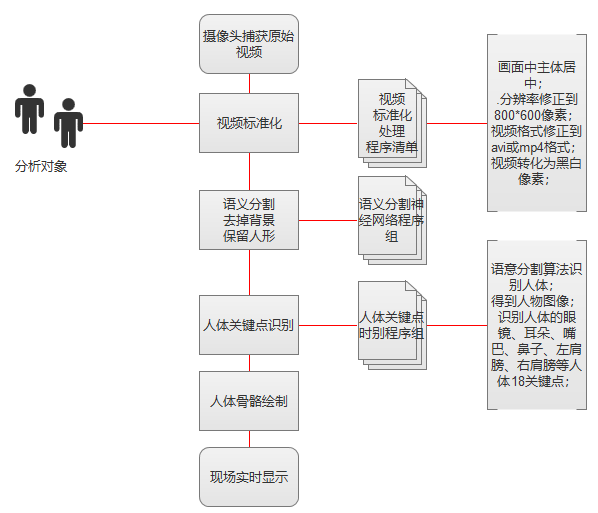 摄像头捕获原始
视频
分析对象
视频标准化
视频
标准化
处理
程序清单
画面中主体居
中；
.分辨率修正到
800*600像素；
视频格式修正到
avi或mp4格式；
视频转化为黑白
像素；
语义分割
去掉背景
保留人形
语义分割神
经网络程序
组
人体关键点识别
人体关键点
时别程序组
语意分割算法识
别人体；
得到人物图像；
识别人体的眼
镜、耳朵、嘴
巴、鼻子、左肩
膀、右肩膀等人
体18关键点；
人体骨骼绘制
现场实时显示